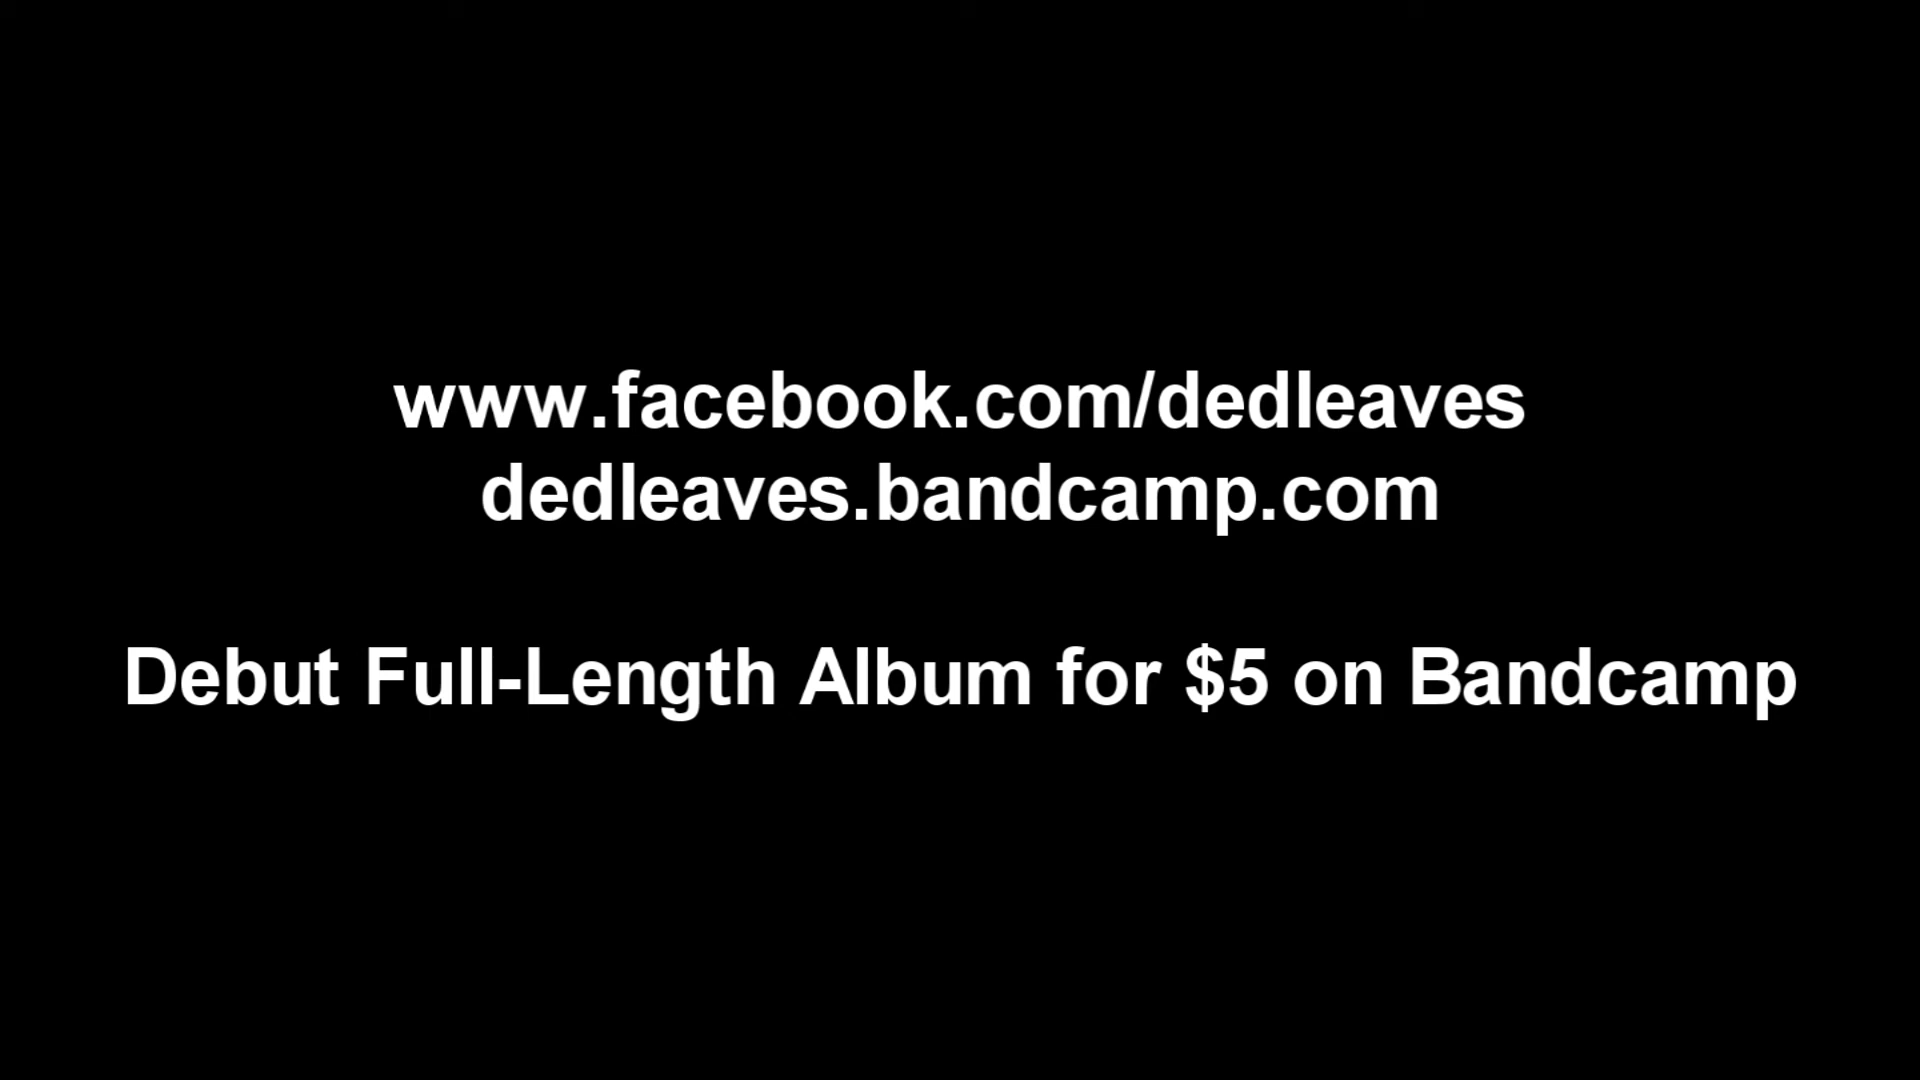 www.facebook.com/dedleaves
dedleaves.bandcamp.com
Debut Full-Length Album for $5 on Bandcamp